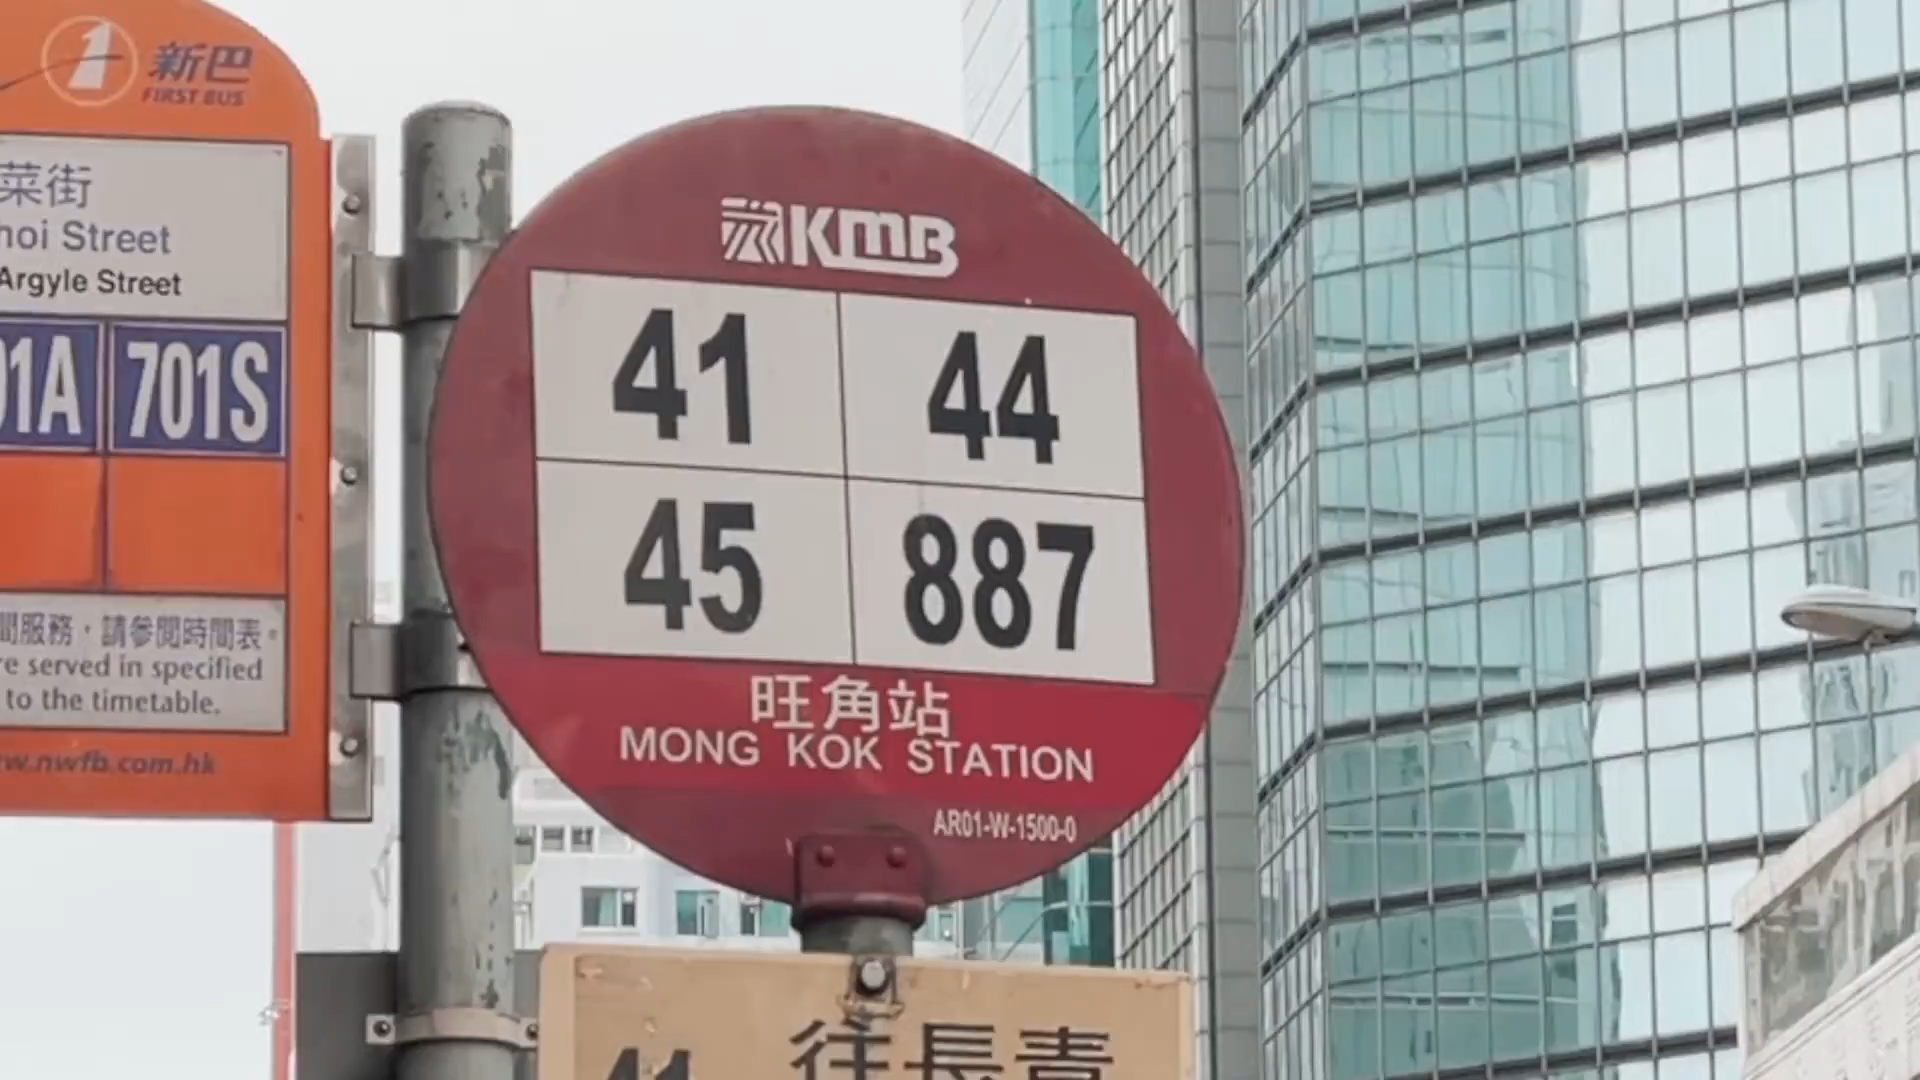 1
新巴
FIRST BUS
菜街
hoi Street
Argyle Street
01A
701S
間服務，請參閱時間表。
re served in specified
to the timetable.
w.nwfb.com.hk
KMB
41
44
45
887
旺角站
MONG KOK STATION
AR01-W-1500-0
41
往長青